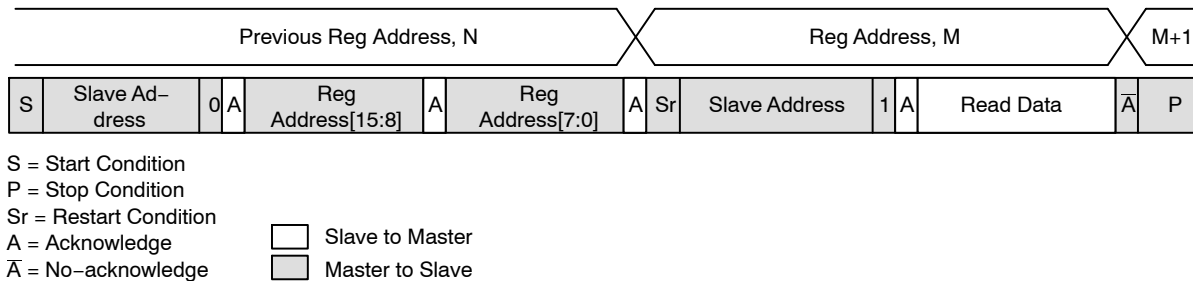 Previous Reg Address, N Reg Address, M M+1
S Slave Ad− 0 A Reg A Reg A Sr Slave Address 1 A Read Data A̅ P
dress Address[15:8] Address[7:0]
S = Start Condition
P = Stop Condition
Sr = Restart Condition
A = Acknowledge Slave to Master
A̅ = No−acknowledge Master to Slave